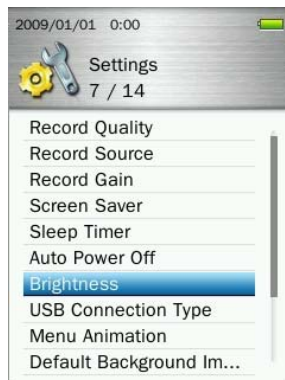 2009/01/01 0:00
Settings
7 / 14
Record Quality
Record Source
Record Gain
Screen Saver
Sleep Timer
Auto Power Off
Brightness
USB Connection Type
Menu Animation
Default Background Im...